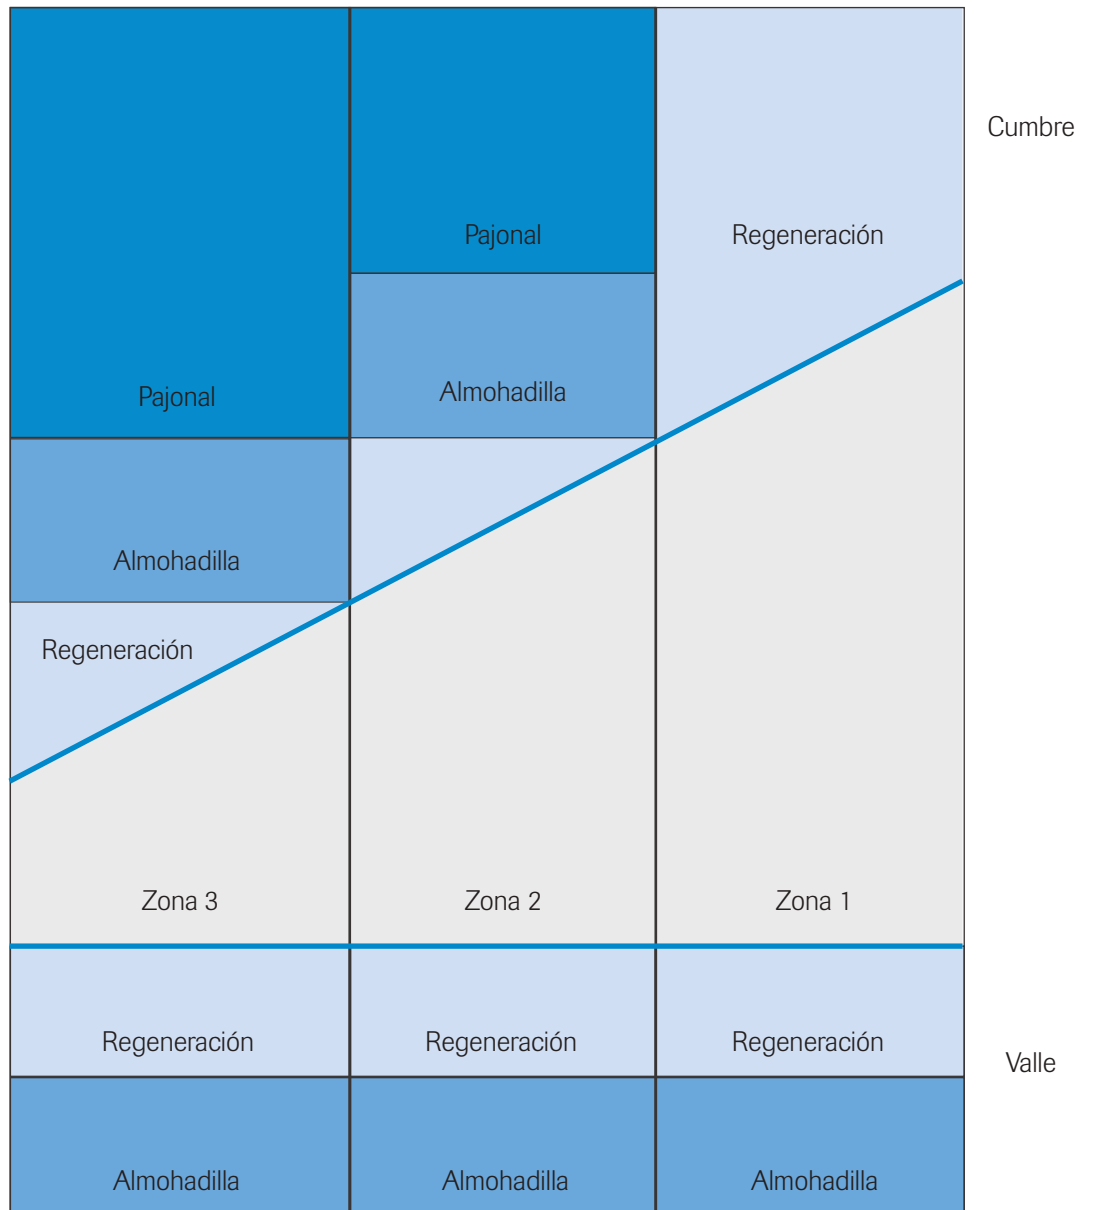 Cumbre
Pajonal
Regeneración
Pajonal
Almohadilla
Almohadilla
Regeneración
Zona 3
Zona 2
Zona 1
Regeneración
Regeneración
Regeneración
Valle
Almohadilla
Almohadilla
Almohadilla